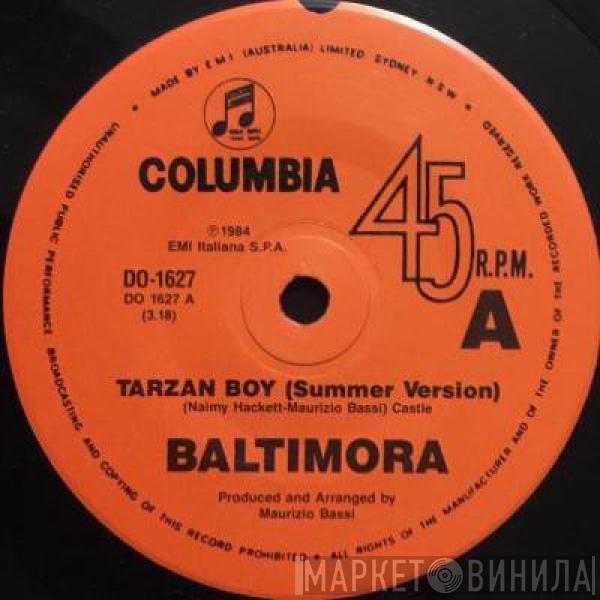 MADE BY EMI (AUSTRALIA) LIMITED SYDNEY N.S.W.
COLUMBIA
45 R.P.M.
℗1984
EMI Italiana S.P.A.
DO-1627
DO 1627 A
(3.18)
A
TARZAN BOY (Summer Version)
(Naimy Hackett-Maurizio Bassi) Castle
BALTIMORA
Produced and Arranged by
Maurizio Bassi
UNAUTHORISED PUBLIC PERFORMANCE BROADCASTING AND COPYING OF THIS RECORD PROHIBITED • ALL RIGHTS OF THE MANUFACTURER AND OF THE OWNER OF THE RECORDED WORK RESERVED
МАРКЕТ ВИНИЛА